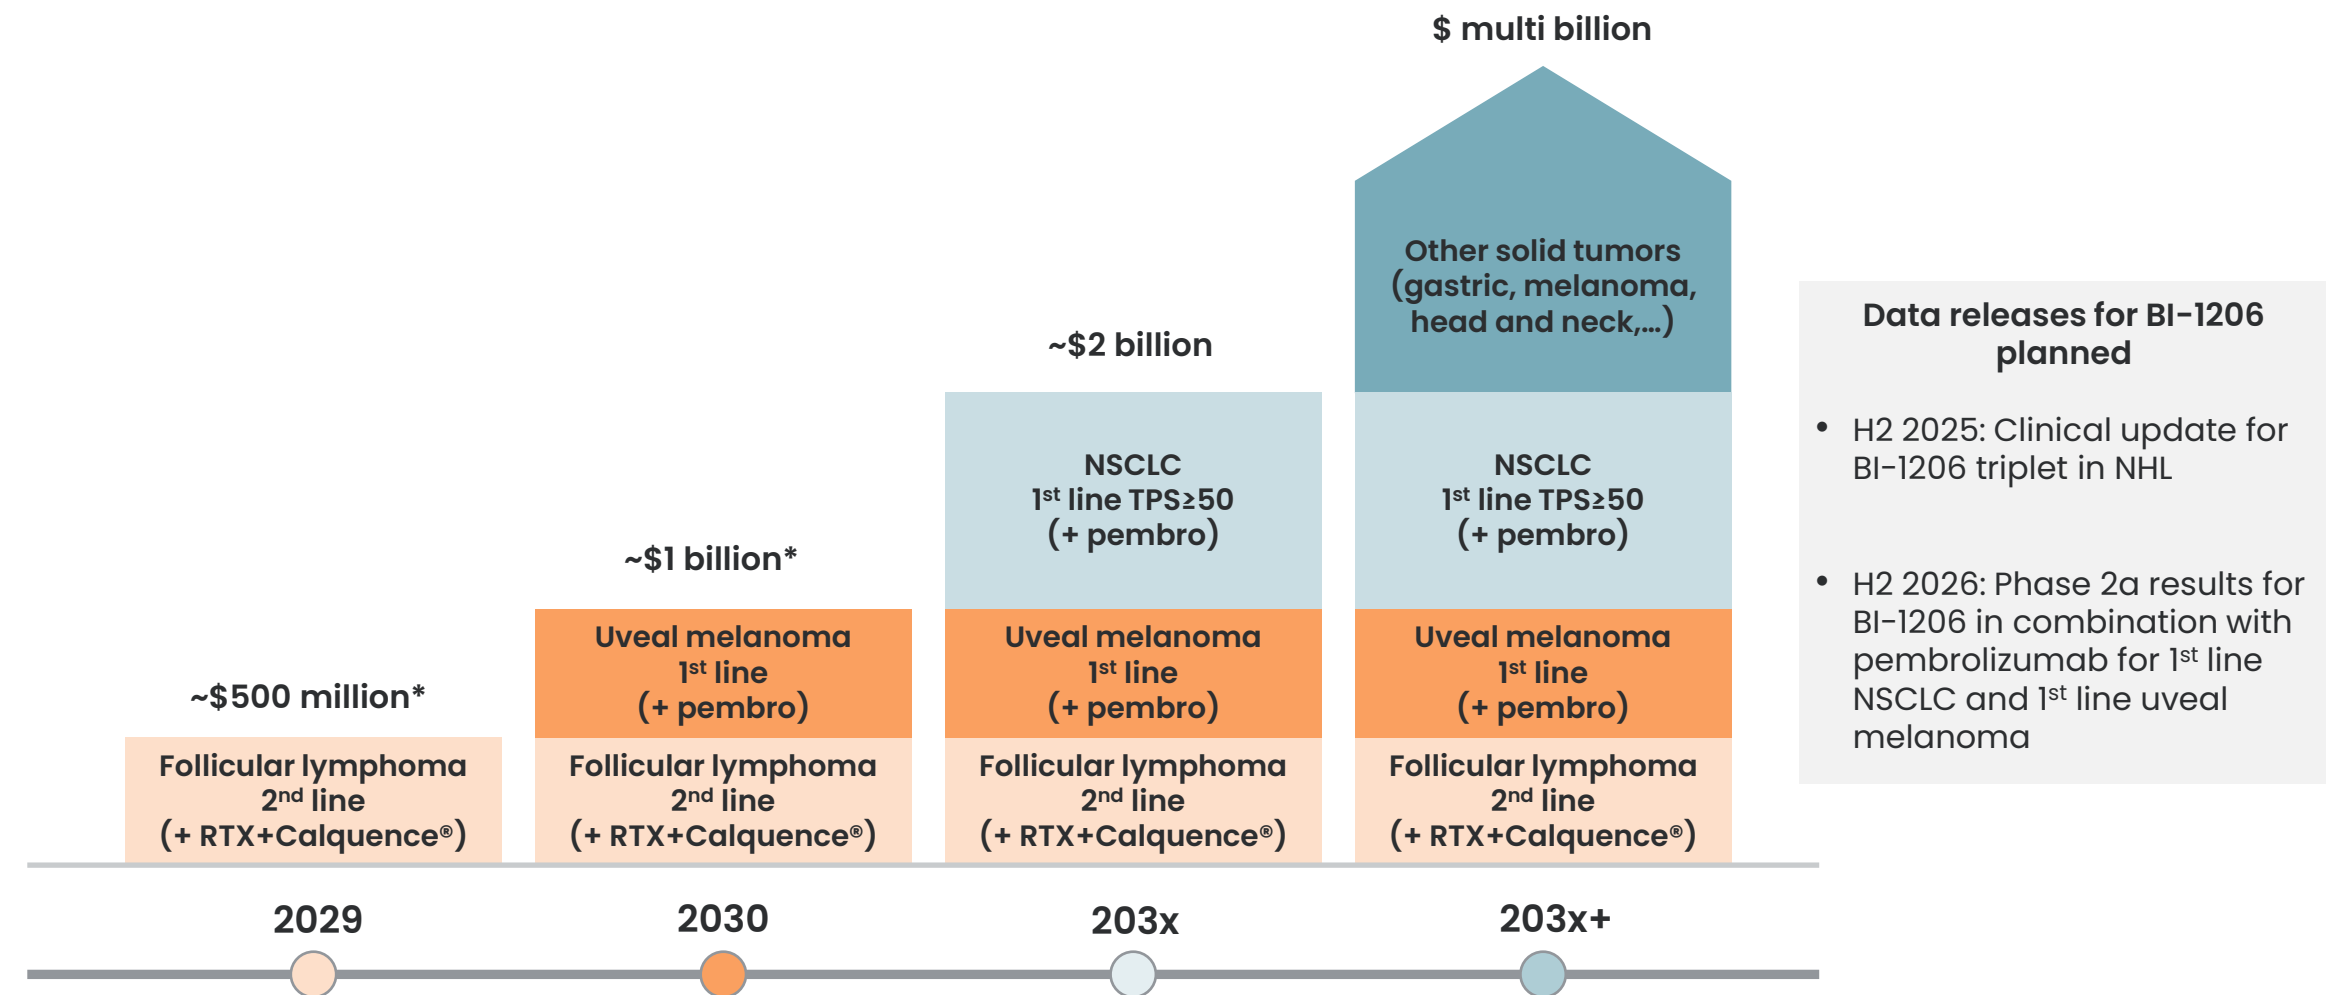 $ multi billion
Other solid tumors
(gastric, melanoma,
head and neck,...)
~$2 billion
NSCLC
1st line TPS≥50
(+ pembro)
NSCLC
1st line TPS≥50
(+ pembro)
~$1 billion*
Uveal melanoma
1st line
(+ pembro)
Uveal melanoma
1st line
(+ pembro)
Uveal melanoma
1st line
(+ pembro)
~$500 million*
Follicular lymphoma
2nd line
(+ RTX+Calquence®)
Follicular lymphoma
2nd line
(+ RTX+Calquence®)
Follicular lymphoma
2nd line
(+ RTX+Calquence®)
Follicular lymphoma
2nd line
(+ RTX+Calquence®)
2029
2030
203x
203x+
Data releases for BI-1206
planned
• H2 2025: Clinical update for
BI-1206 triplet in NHL
• H2 2026: Phase 2a results for
BI-1206 in combination with
pembrolizumab for 1st line
NSCLC and 1st line uveal
melanoma